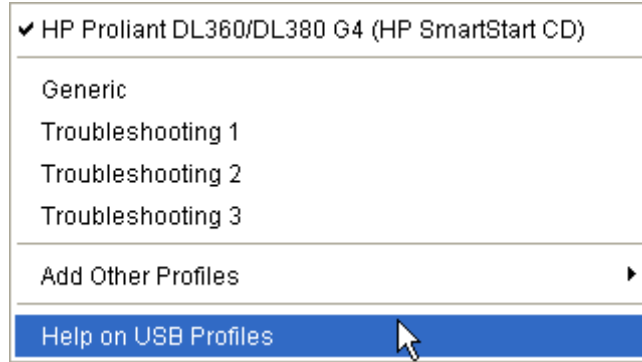 HP Proliant DL360/DL380 G4 (HP SmartStart CD)
Generic
Troubleshooting 1
Troubleshooting 2
Troubleshooting 3
Add Other Profiles
Help on USB Profiles